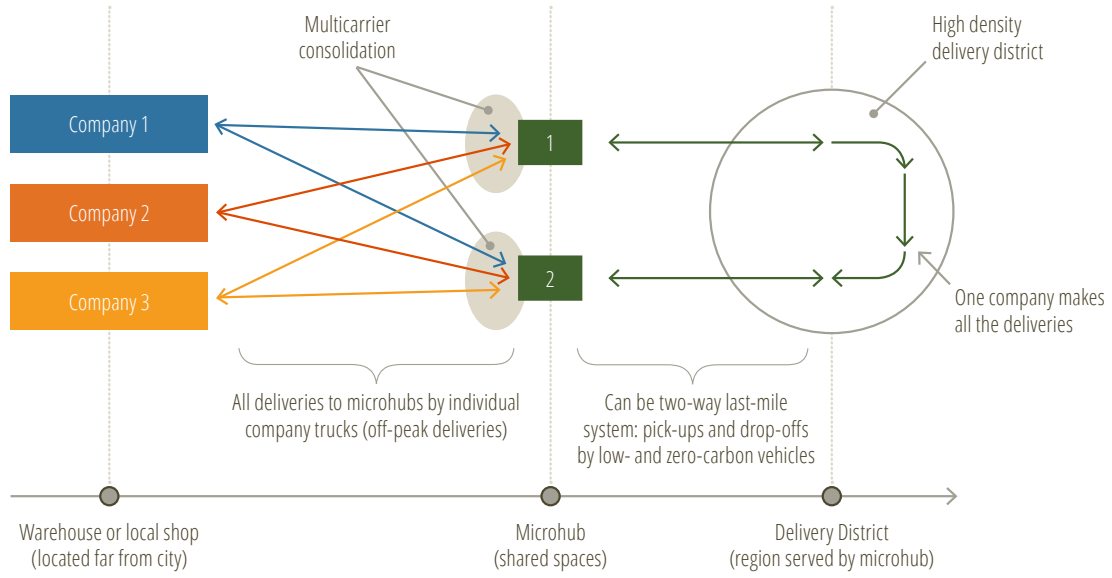 Multicarrier
consolidation
High density
delivery district
Company 1
Company 2
Company 3
1
2
One company makes
all the deliveries
All deliveries to microhubs by individual
company trucks (off-peak deliveries)
Can be two-way last-mile
system: pick-ups and drop-offs
by low- and zero-carbon vehicles
Warehouse or local shop
(located far from city)
Microhub
(shared spaces)
Delivery District
(region served by microhub)